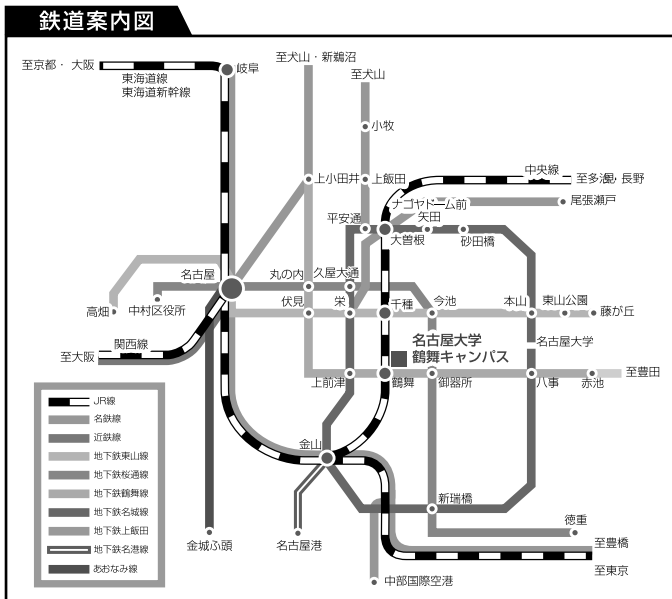 鉄道案内図
至京都・ 大阪
東海道線
東海道新幹線
岐阜
至犬山・新鵜沼
至犬山
小牧
上小田井
上飯田
中央線
至多治見・長野
ナゴヤドーム前
尾張瀬戸
平安通
矢田
大曽根
砂田橋
名古屋
丸の内
久屋大通
高畑
中村区役所
伏見
栄
千種
今池
本山
東山公園
藤が丘
関西線
至大阪
名古屋大学
鶴舞キャンパス
名古屋大学
上前津
鶴舞
御器所
八事
赤池
至豊田
JR線
名鉄線
近鉄線
地下鉄東山線
地下鉄桜通線
地下鉄鶴舞線
地下鉄名城線
地下鉄上飯田
地下鉄名港線
あおなみ線
金山
新瑞橋
金城ふ頭
名古屋港
徳重
至豊橋
至東京
中部国際空港